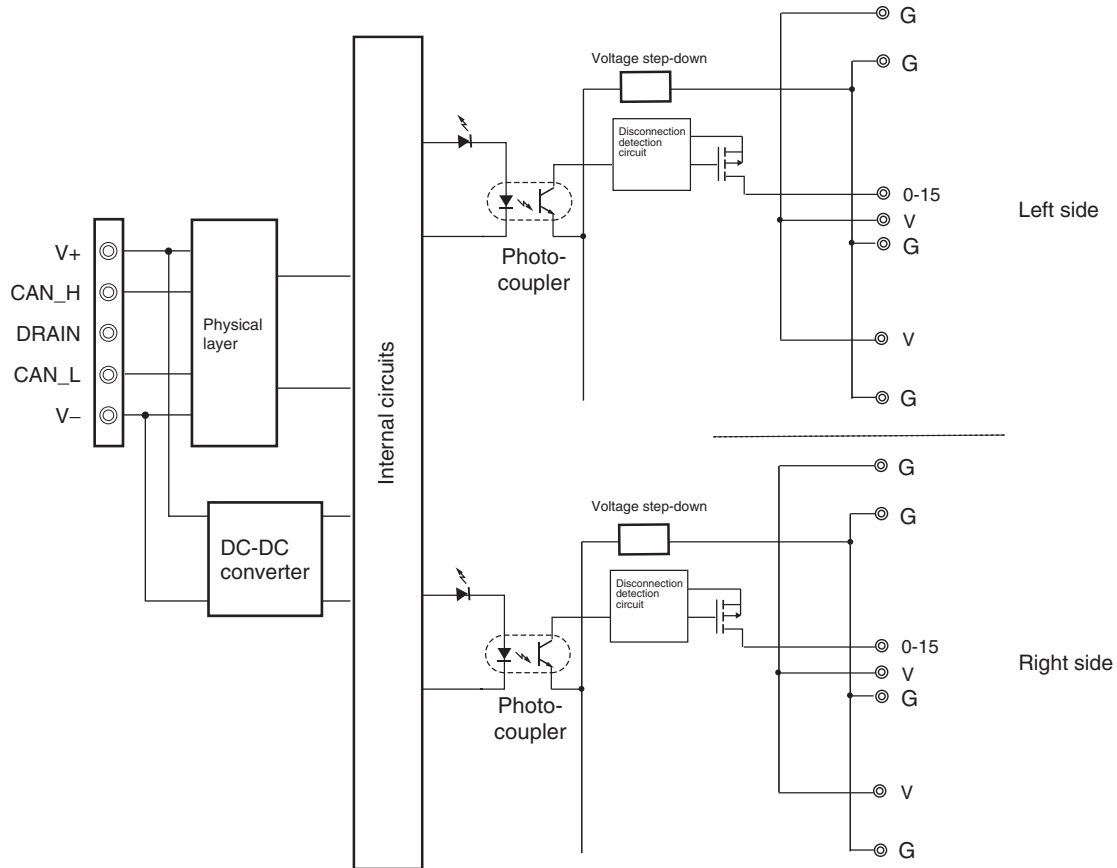 G
Voltage step-down
G
Disconnection
detection
circuit
0-15
Left side
V
G
Photo-
coupler
V+
CAN_H
DRAIN
CAN_L
V–
Physical
layer
Internal circuits
V
G
G
Voltage step-down
G
DC-DC
converter
Disconnection
detection
circuit
0-15
Right side
V
G
Photo-
coupler
V
G